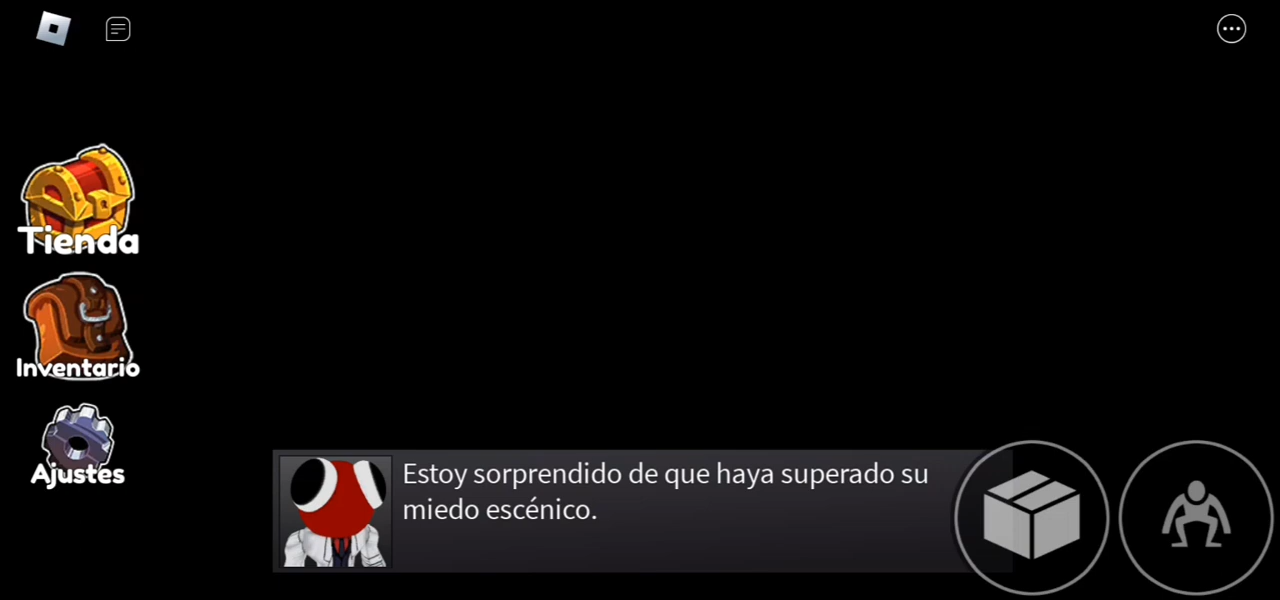 Tienda
Inventario
Ajustes
Estoy sorprendido de que haya superado su
miedo escénico.